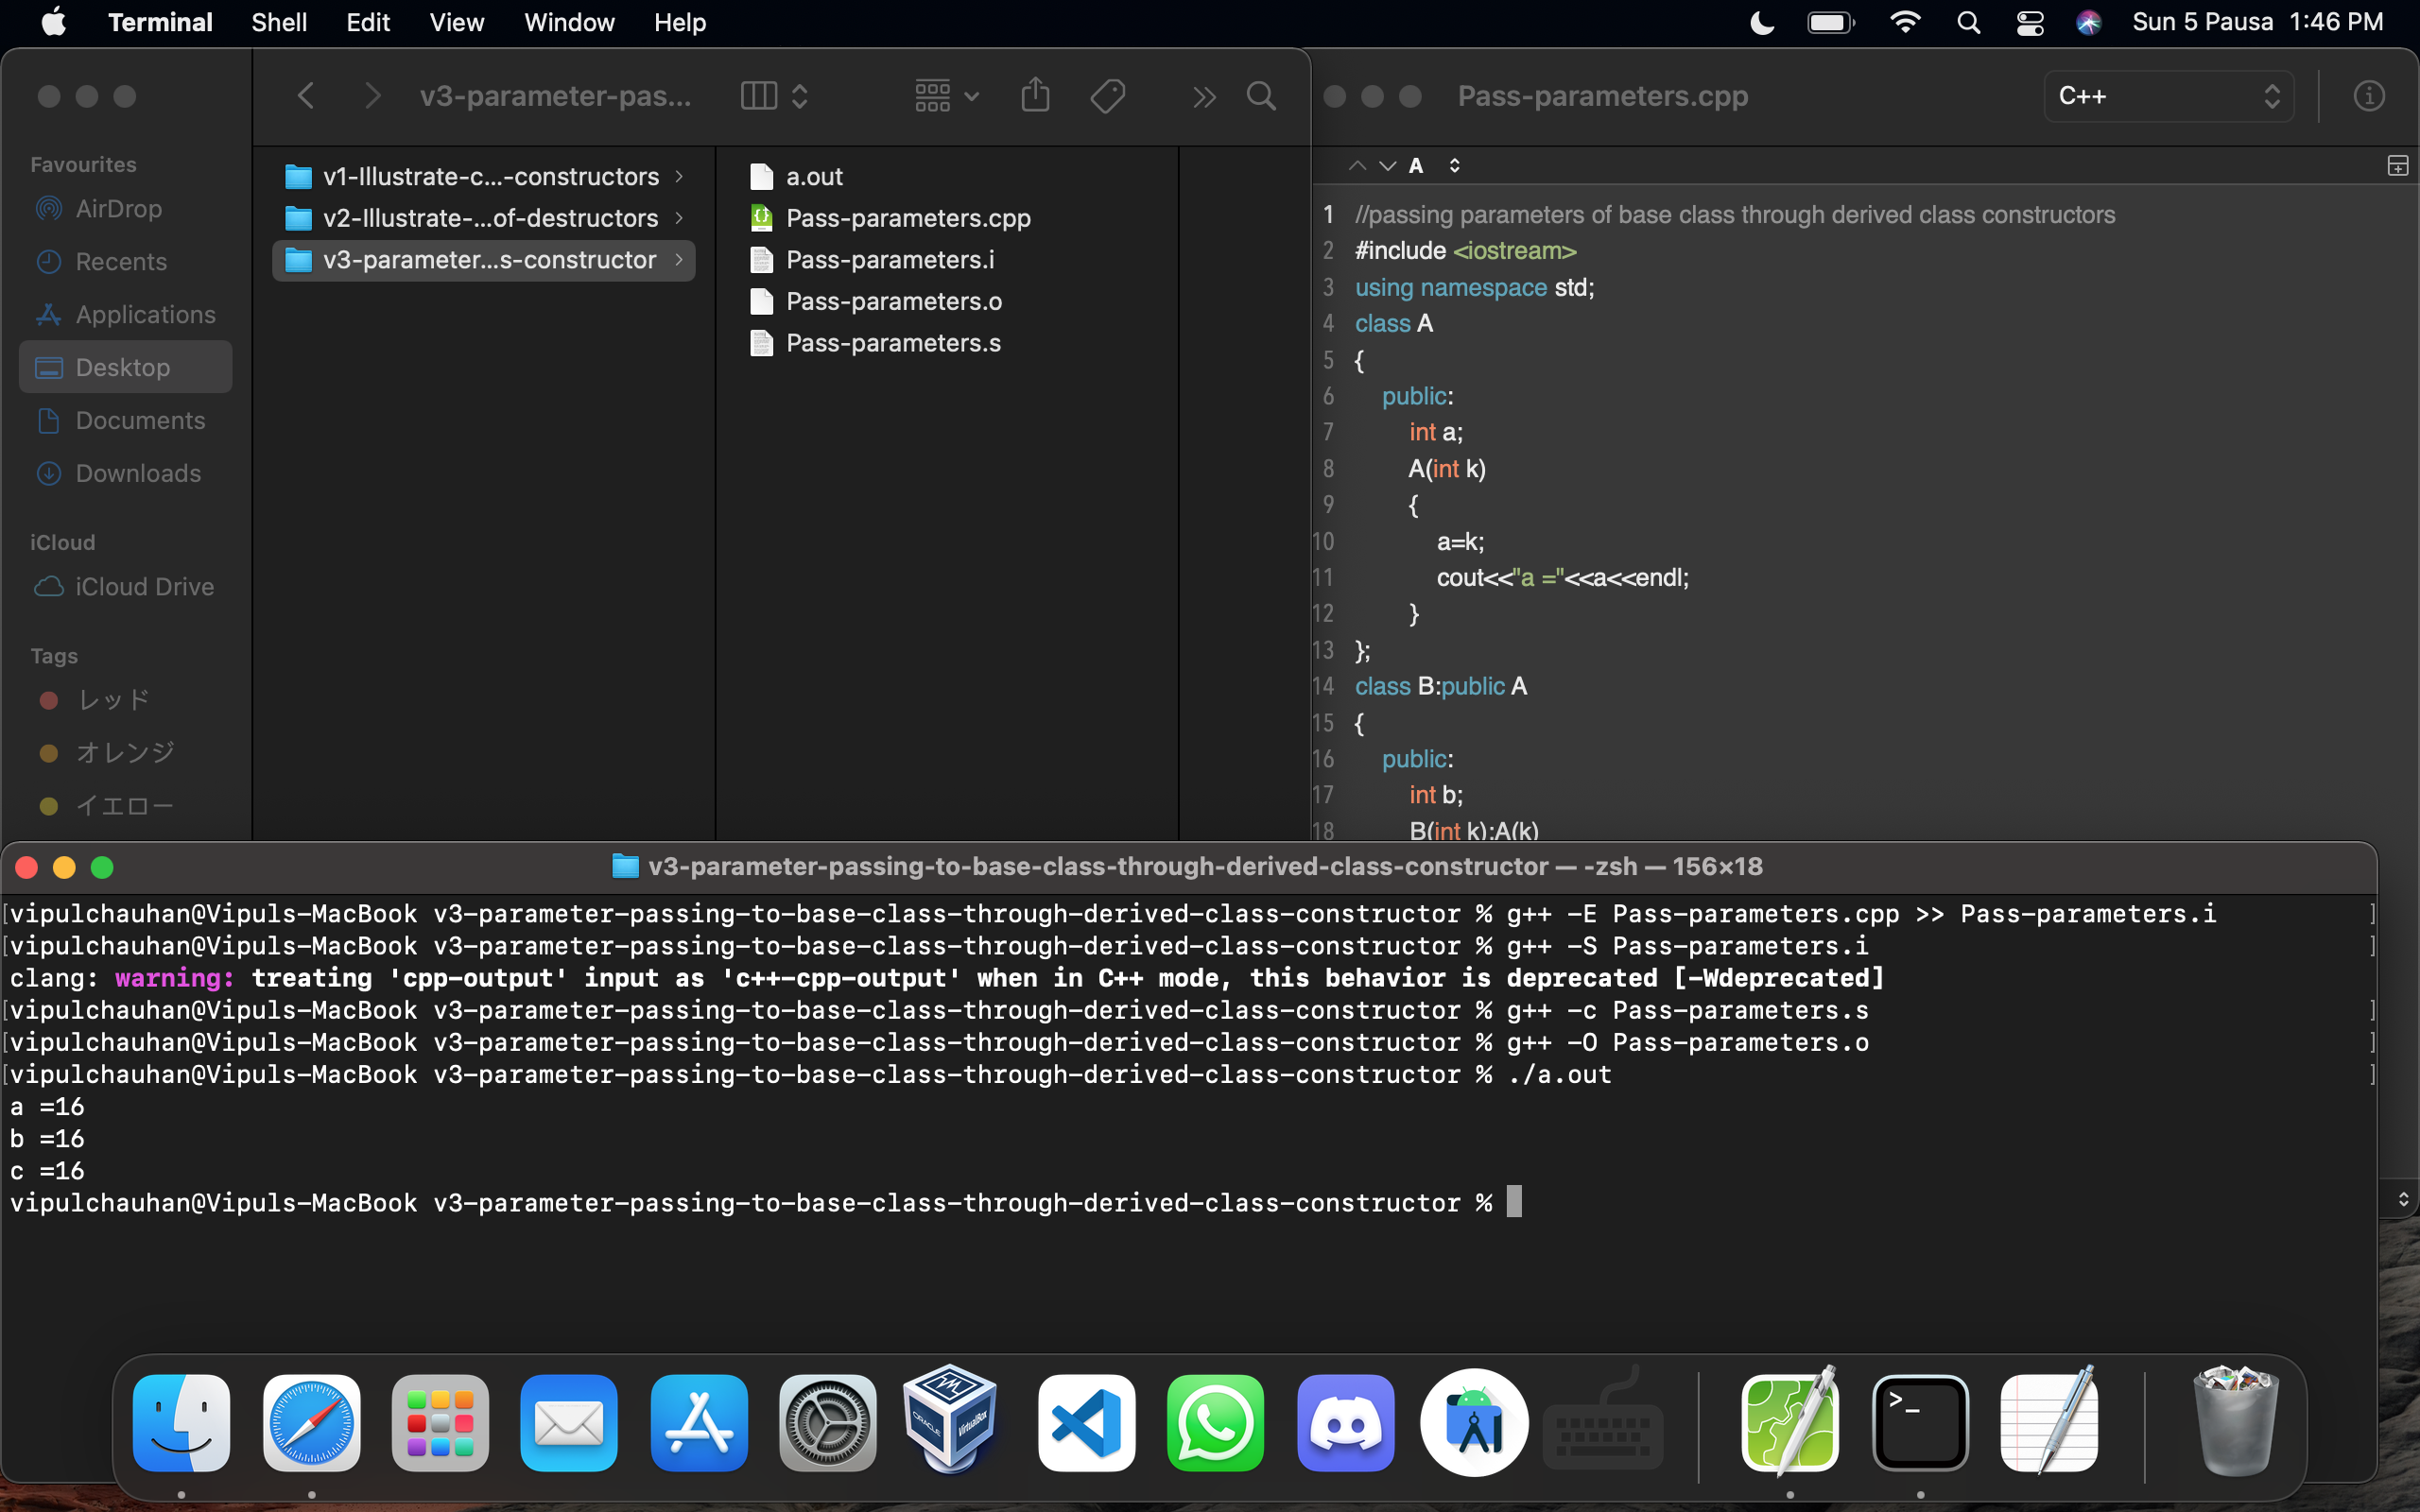 Terminal Shell Edit View Window Help
Sun 5 Pausa 1:46 PM
v3-parameter-pas...
Favourites
AirDrop
Recents
Applications
Desktop
Documents
Downloads
iCloud
iCloud Drive
Tags
レッド
オレンジ
イエロー
v1-Illustrate-c...-constructors
v2-Illustrate-...of-destructors
v3-parameter...s-constructor
a.out
Pass-parameters.cpp
Pass-parameters.i
Pass-parameters.o
Pass-parameters.s
Pass-parameters.cpp
C++
A
1 //passing parameters of base class through derived class constructors
2 #include <iostream>
3 using namespace std;
4 class A
5 {
6 public:
7 int a;
8 A(int k)
9 {
10 a=k;
11 cout<<"a ="<<a<<endl;
12 }
13 };
14 class B:public A
15 {
16 public:
17 int b;
18 B(int k):A(k)
v3-parameter-passing-to-base-class-through-derived-class-constructor — -zsh — 156×18
[vipulchauhan@Vipuls-MacBook v3-parameter-passing-to-base-class-through-derived-class-constructor % g++ -E Pass-parameters.cpp >> Pass-parameters.i ]
[vipulchauhan@Vipuls-MacBook v3-parameter-passing-to-base-class-through-derived-class-constructor % g++ -S Pass-parameters.i ]
clang: warning: treating 'cpp-output' input as 'c++-cpp-output' when in C++ mode, this behavior is deprecated [-Wdeprecated]
[vipulchauhan@Vipuls-MacBook v3-parameter-passing-to-base-class-through-derived-class-constructor % g++ -c Pass-parameters.s ]
[vipulchauhan@Vipuls-MacBook v3-parameter-passing-to-base-class-through-derived-class-constructor % g++ -O Pass-parameters.o ]
[vipulchauhan@Vipuls-MacBook v3-parameter-passing-to-base-class-through-derived-class-constructor % ./a.out ]
a =16
b =16
c =16
vipulchauhan@Vipuls-MacBook v3-parameter-passing-to-base-class-through-derived-class-constructor %
ORACLE
VirtualBox
>_